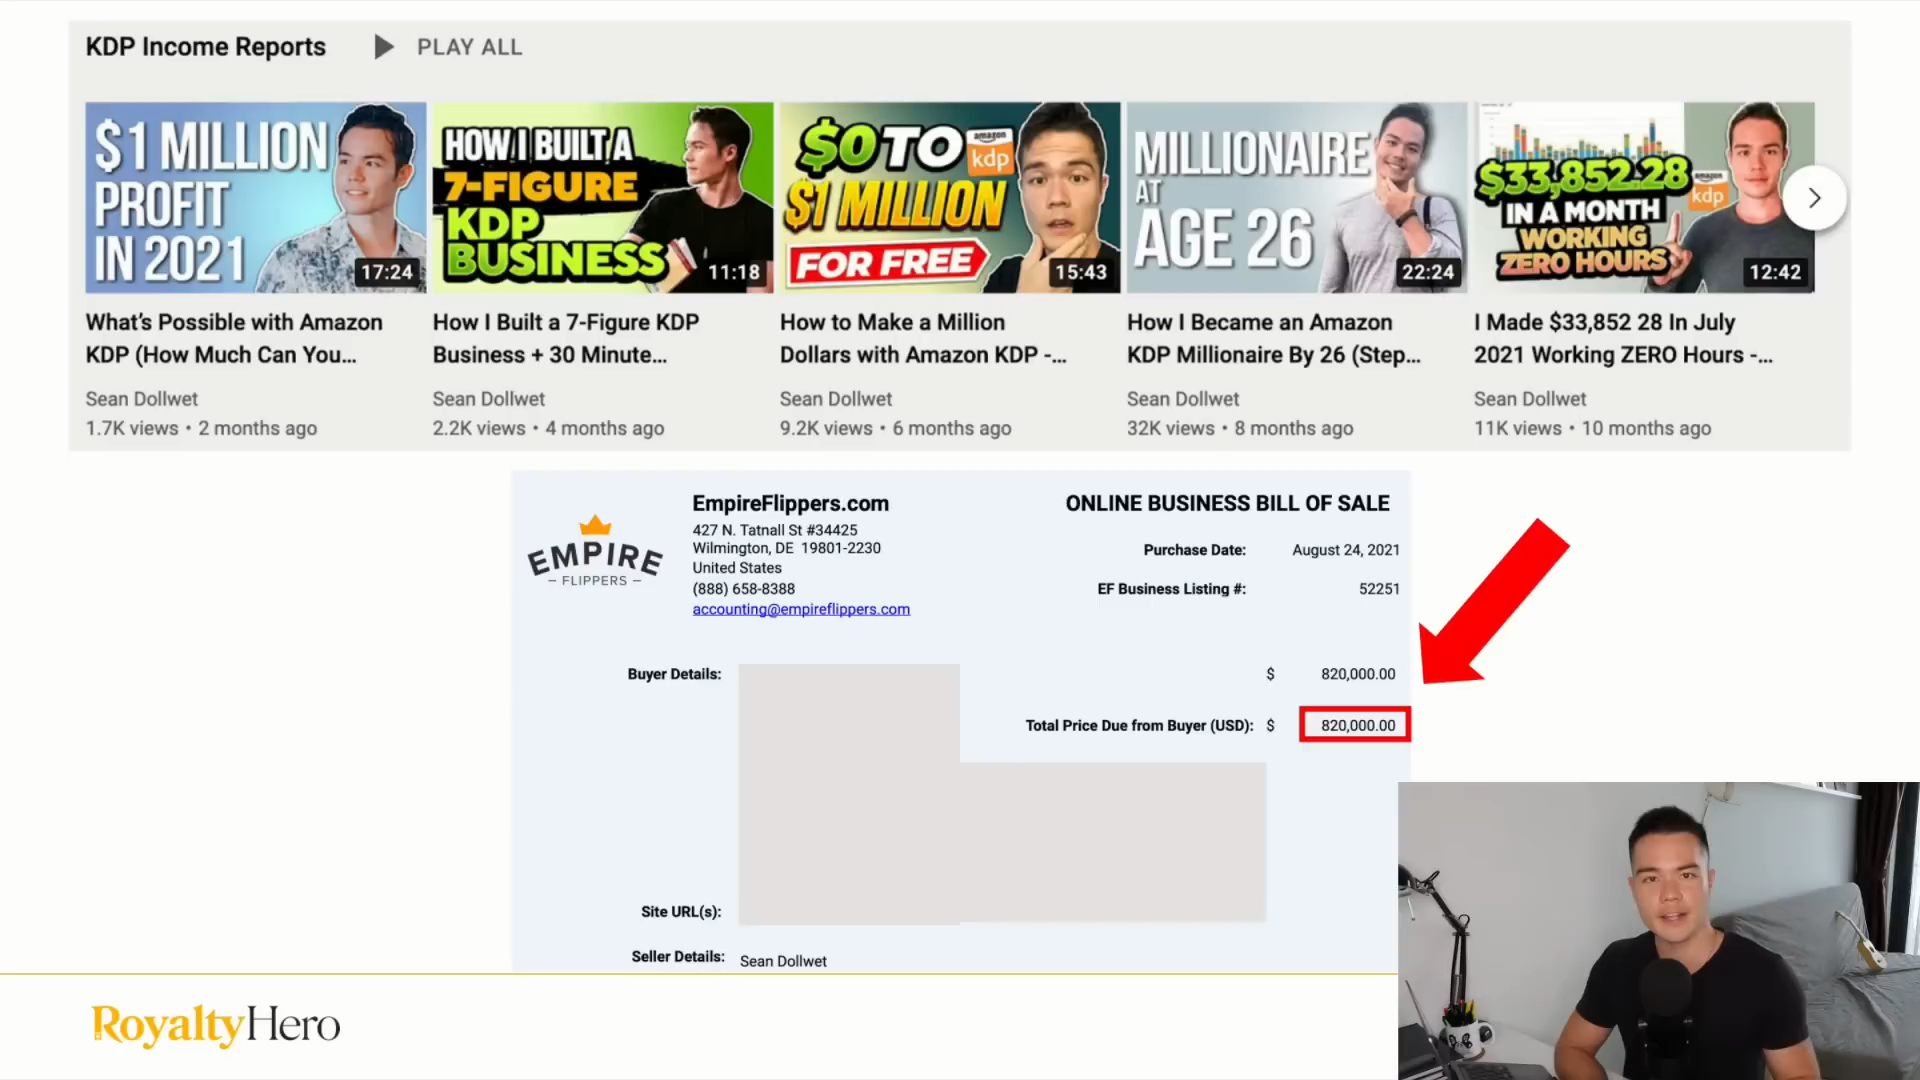 KDP Income Reports
PLAY ALL
$1 MILLION
PROFIT
IN 2021
17:24
HOW I BUILT A
7-FIGURE
KDP
BUSINESS
11:18
$0 TO
amazon
kdp
$1 MILLION
FOR FREE
15:43
MILLIONAIRE
AT
AGE 26
22:24
$33,852.28
amazon
kdp
IN A MONTH
WORKING
ZERO HOURS
12:42
What's Possible with Amazon
KDP (How Much Can You...
Sean Dollwet
1.7K views • 2 months ago
How I Built a 7-Figure KDP
Business + 30 Minute...
Sean Dollwet
2.2K views • 4 months ago
How to Make a Million
Dollars with Amazon KDP -...
Sean Dollwet
9.2K views • 6 months ago
How I Became an Amazon
KDP Millionaire By 26 (Step...
Sean Dollwet
32K views • 8 months ago
I Made $33,852 28 In July
2021 Working ZERO Hours -...
Sean Dollwet
11K views • 10 months ago
EMPIRE
– FLIPPERS –
EmpireFlippers.com
427 N. Tatnall St #34425
Wilmington, DE 19801-2230
United States
(888) 658-8388
accounting@empireflippers.com
ONLINE BUSINESS BILL OF SALE
Purchase Date: August 24, 2021
EF Business Listing #: 52251
Buyer Details:
$ 820,000.00
Total Price Due from Buyer (USD): $ 820,000.00
Site URL(s):
Seller Details: Sean Dollwet
RoyaltyHero